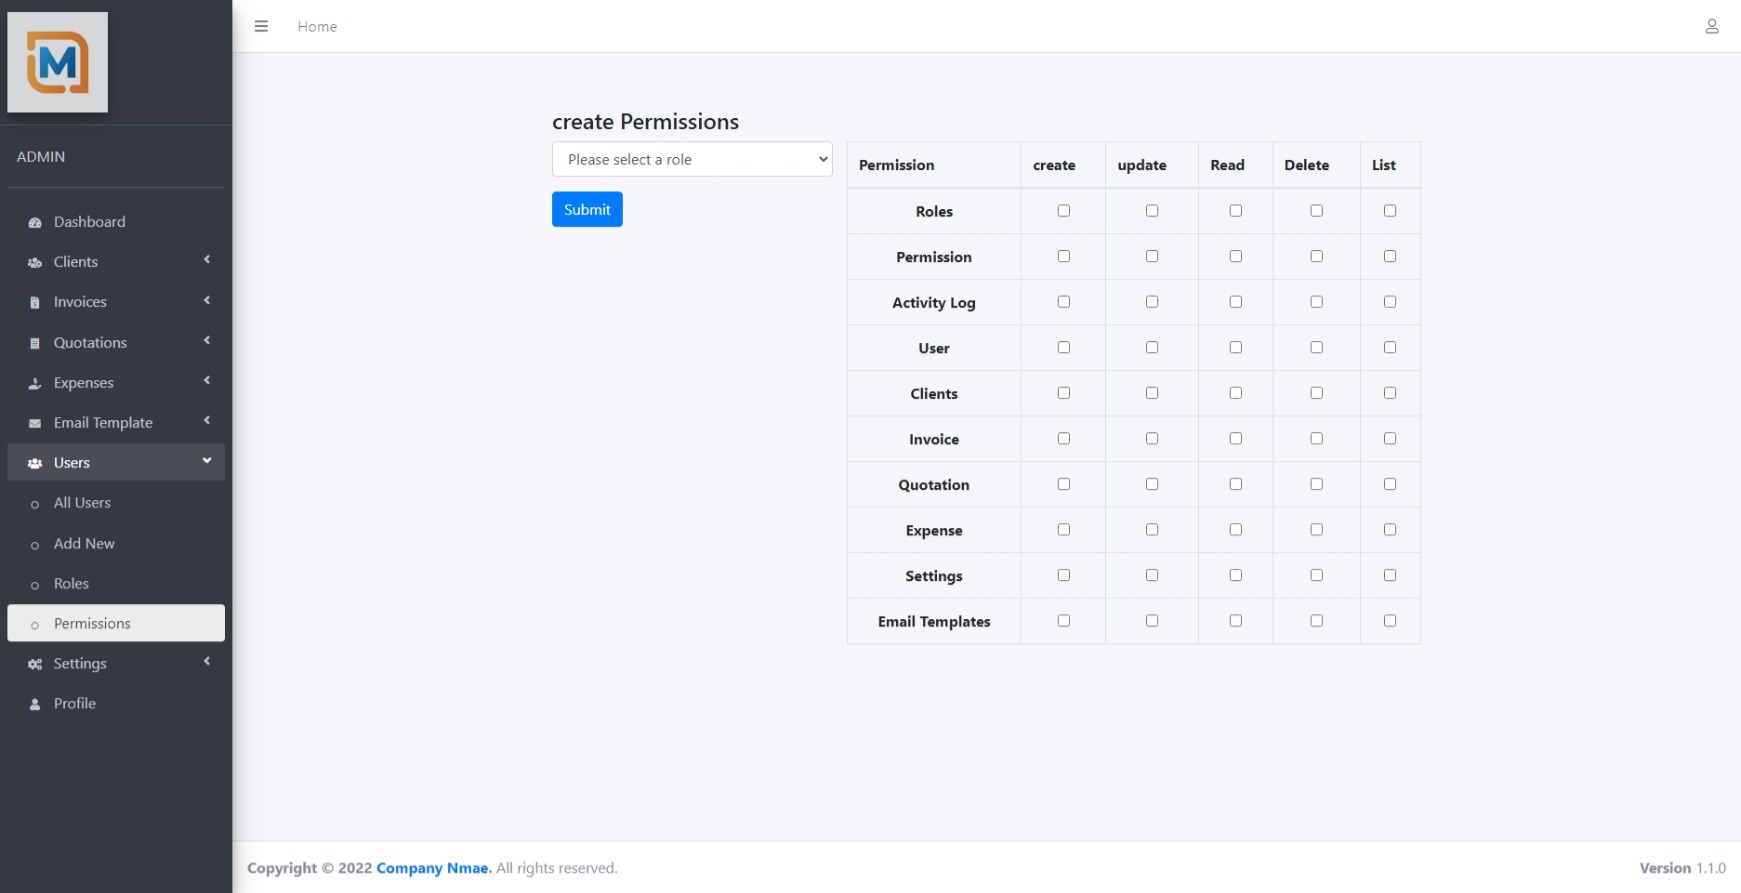 M
Home
ADMIN
Dashboard
Clients
Invoices
Quotations
Expenses
Email Template
Users
All Users
Add New
Roles
Permissions
Settings
Profile
create Permissions
Please select a role
Submit
Permission create update Read Delete List
Roles
Permission
Activity Log
User
Clients
Invoice
Quotation
Expense
Settings
Email Templates
Copyright © 2022 Company Nmae. All rights reserved.
Version 1.1.0